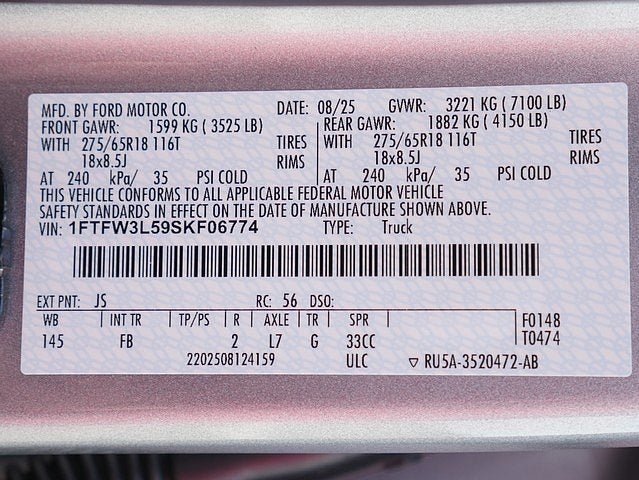 MFD. BY FORD MOTOR CO. DATE: 08/25 GVWR: 3221 KG ( 7100 LB)
FRONT GAWR: 1599 KG ( 3525 LB) REAR GAWR: 1882 KG ( 4150 LB)
WITH 275/65R18 116T TIRES WITH 275/65R18 116T TIRES
18x8.5J RIMS 18x8.5J RIMS
AT 240 kPa/ 35 PSI COLD AT 240 kPa/ 35 PSI COLD
THIS VEHICLE CONFORMS TO ALL APPLICABLE FEDERAL MOTOR VEHICLE
SAFETY STANDARDS IN EFFECT ON THE DATE OF MANUFACTURE SHOWN ABOVE.
VIN: 1FTFW3L59SKF06774 TYPE: Truck
EXT PNT: JS RC: 56 DSO:
WB INT TR TP/PS R AXLE TR SPR F0148
145 FB 2 L7 G 33CC T0474
2202508124159 ULC ▽ RU5A-3520472-AB